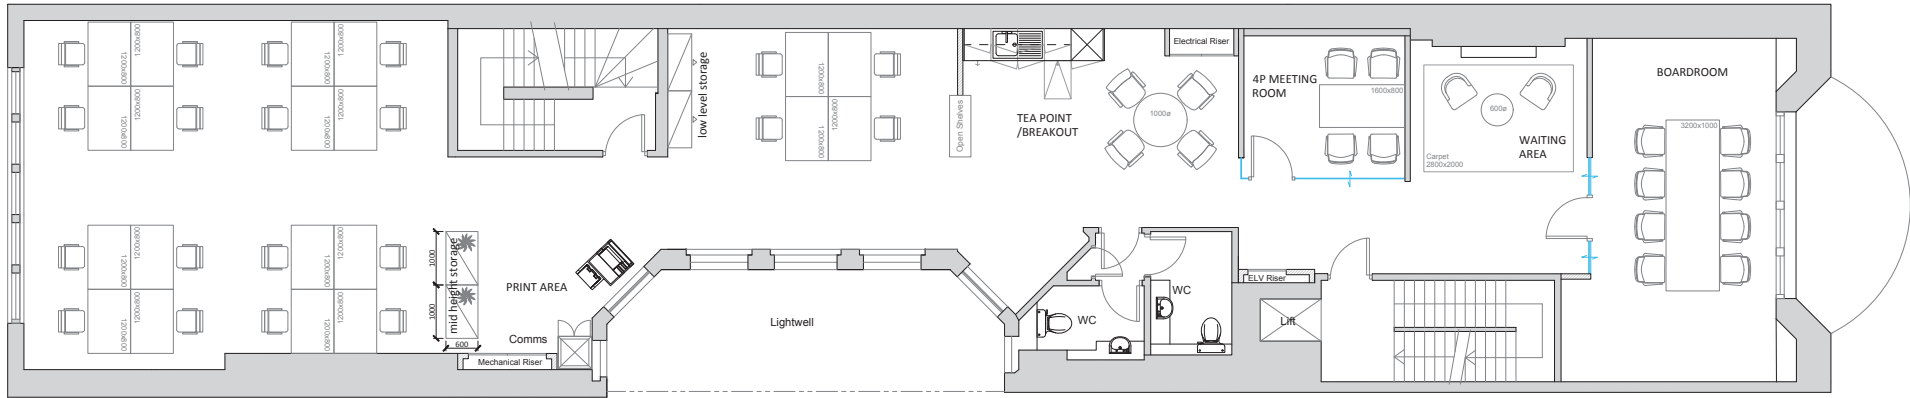 1200x800
1200x800
1200x800
1200x800
1200x800
1200x800
1200x800
1200x800
low level storage
1200x800
1200x800
1200x800
1200x800
Open Shelves
TEA POINT
/BREAKOUT
1000ø
Electrical Riser
4P MEETING
ROOM
1600x800
600ø
WAITING
AREA
Carpet
2800x2000
BOARDROOM
3200x1000
1200x800
1200x800
1200x800
1200x800
1200x800
1200x800
1200x800
1200x800
1000
1000
mid height storage
600
PRINT AREA
Comms
Mechanical Riser
Lightwell
WC
WC
ELV Riser
Lift